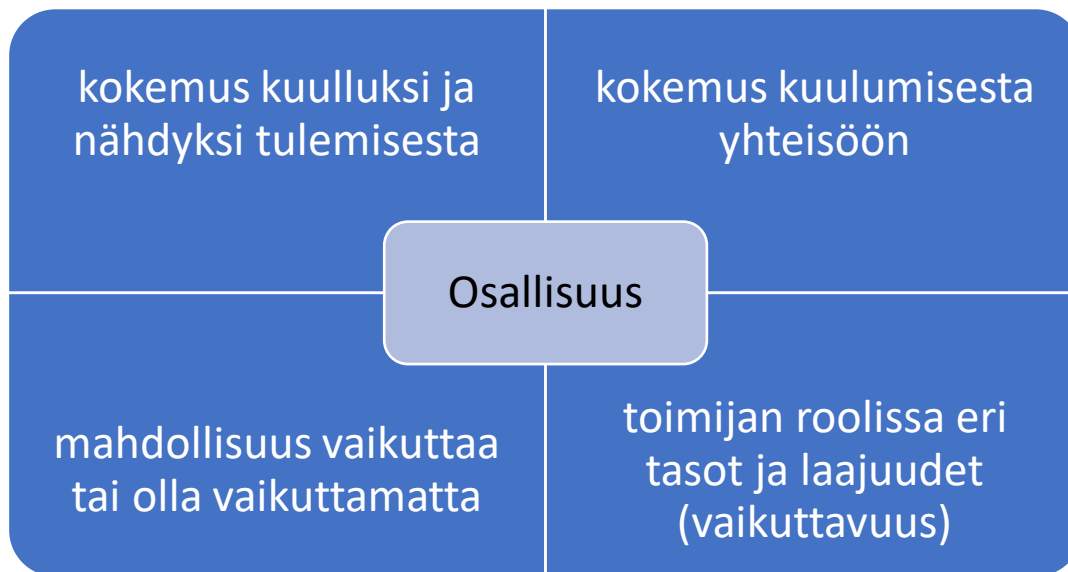 kokemus kuulluksi ja
nähdyksi tulemisesta
kokemus kuulumisesta
yhteisöön
Osallisuus
mahdollisuus vaikuttaa
tai olla vaikuttamatta
toimijan roolissa eri
tasot ja laajuudet
(vaikuttavuus)